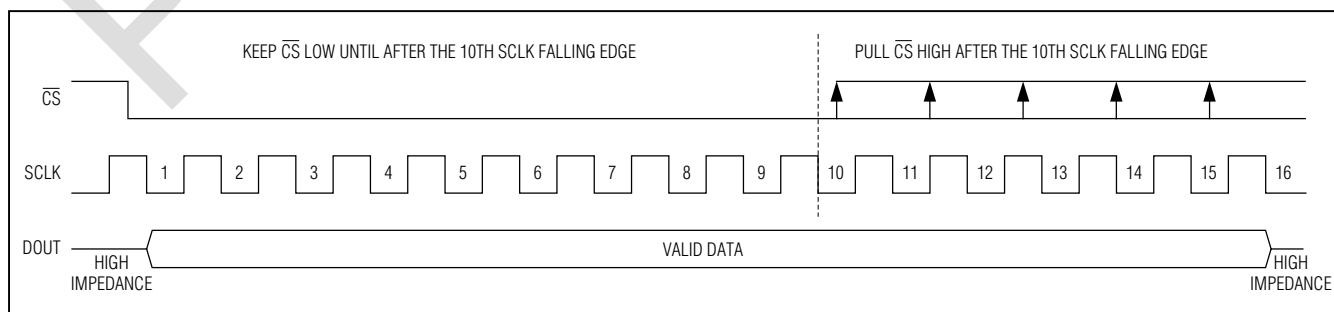 KEEP CS LOW UNTIL AFTER THE 10TH SCLK FALLING EDGE
PULL CS HIGH AFTER THE 10TH SCLK FALLING EDGE
CS
SCLK
1 2 3 4 5 6 7 8 9 10 11 12 13 14 15 16
DOUT
HIGH
IMPEDANCE
VALID DATA
HIGH
IMPEDANCE